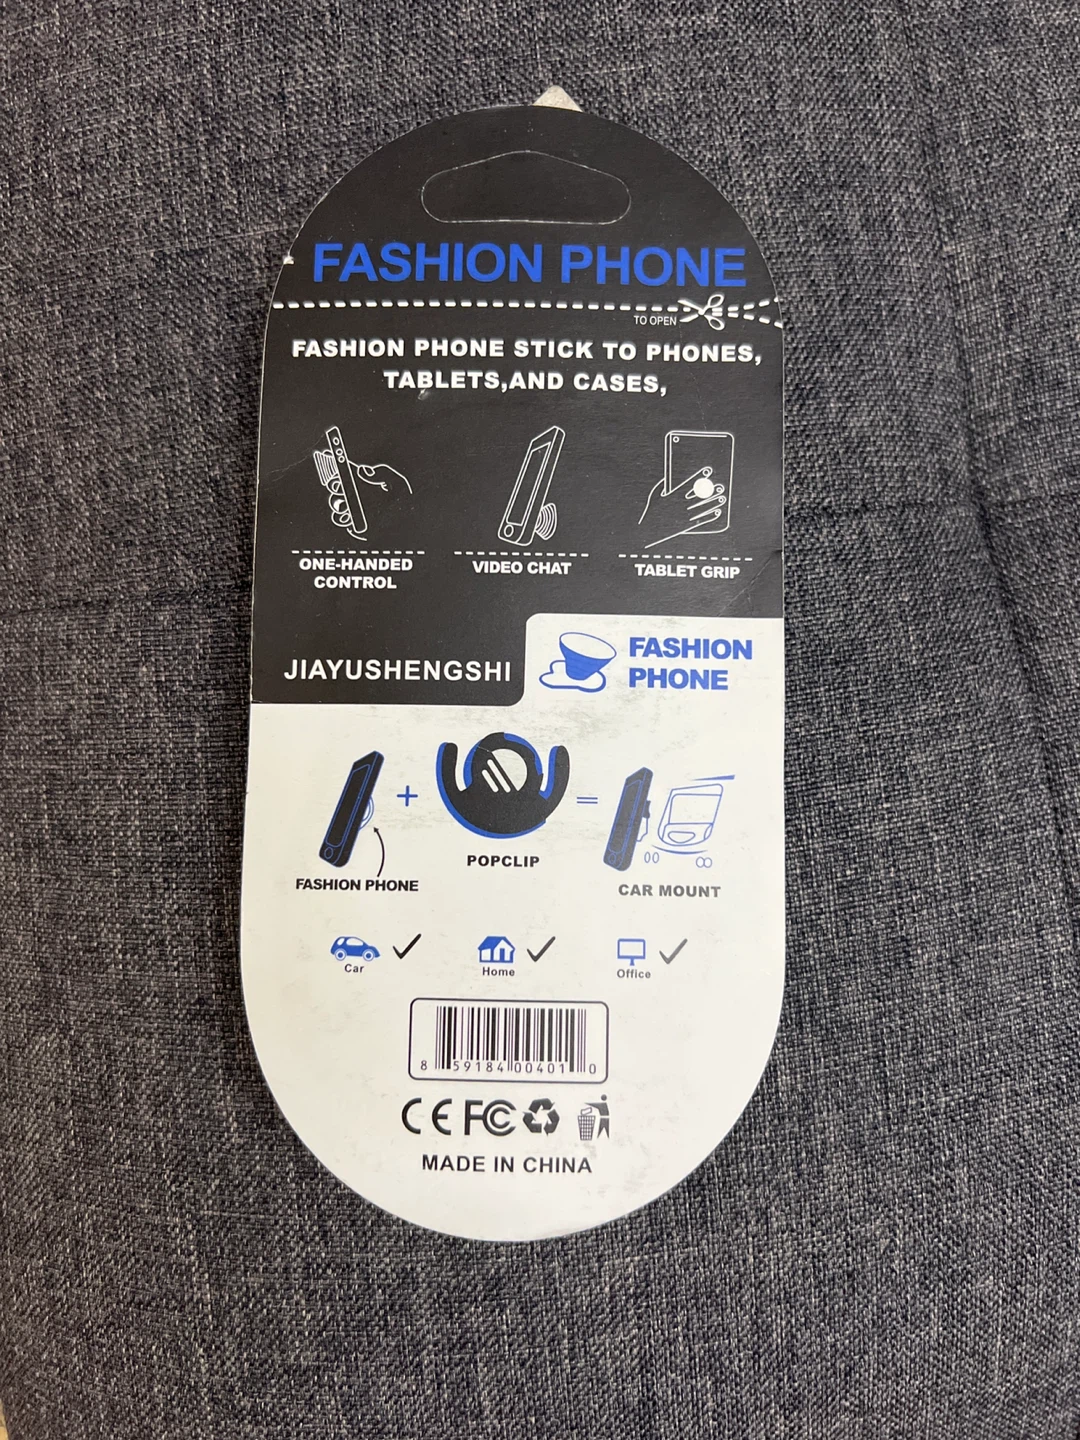 FASHION PHONE
TO OPEN
FASHION PHONE STICK TO PHONES,
TABLETS,AND CASES,
ONE-HANDED
CONTROL
VIDEO CHAT
TABLET GRIP
JIAYUSHENGSHI
FASHION
PHONE
+
=
POPCLIP
FASHION PHONE
CAR MOUNT
Car
Home
Office
8 59184 00401 0
CE FC
MADE IN CHINA